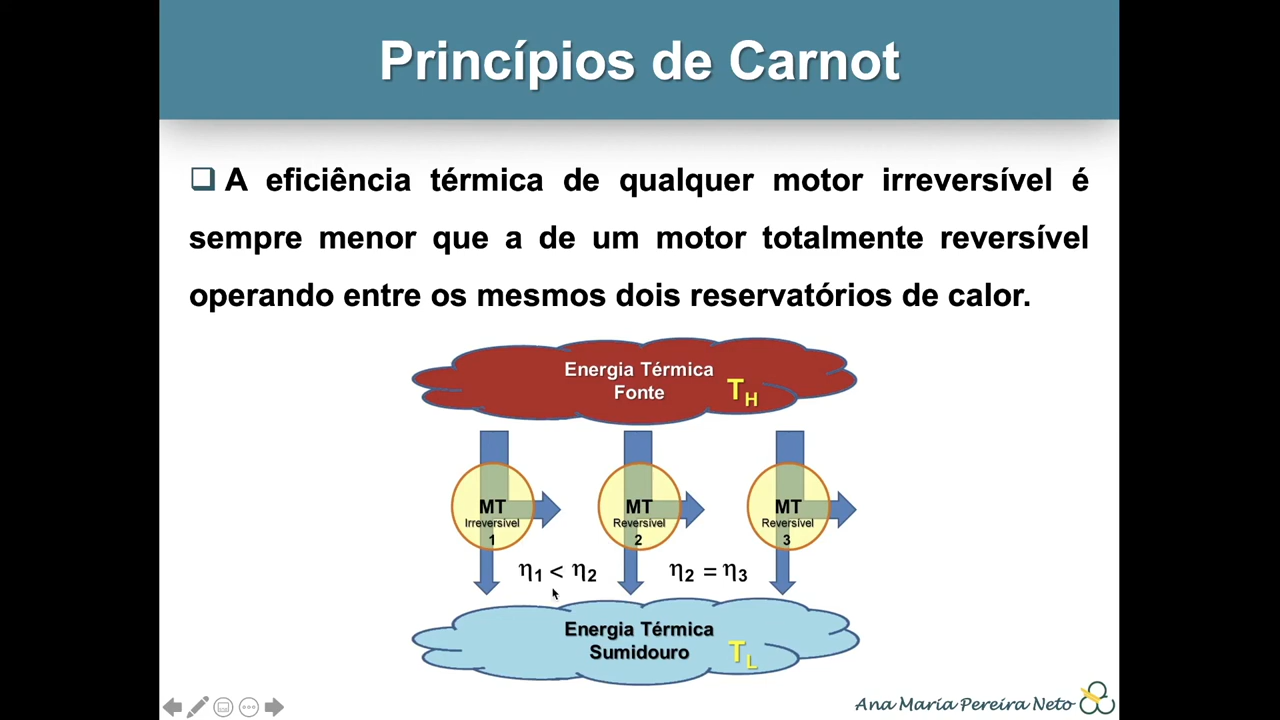 Princípios de Carnot
A eficiência térmica de qualquer motor irreversível é
sempre menor que a de um motor totalmente reversível
operando entre os mesmos dois reservatórios de calor.
Energia Térmica
Fonte
T_H
MT
Irreversível
1
MT
Reversível
2
MT
Reversível
3
η₁ < η₂
η₂ = η₃
Energia Térmica
Sumidouro
T_L
Ana Maria Pereira Neto